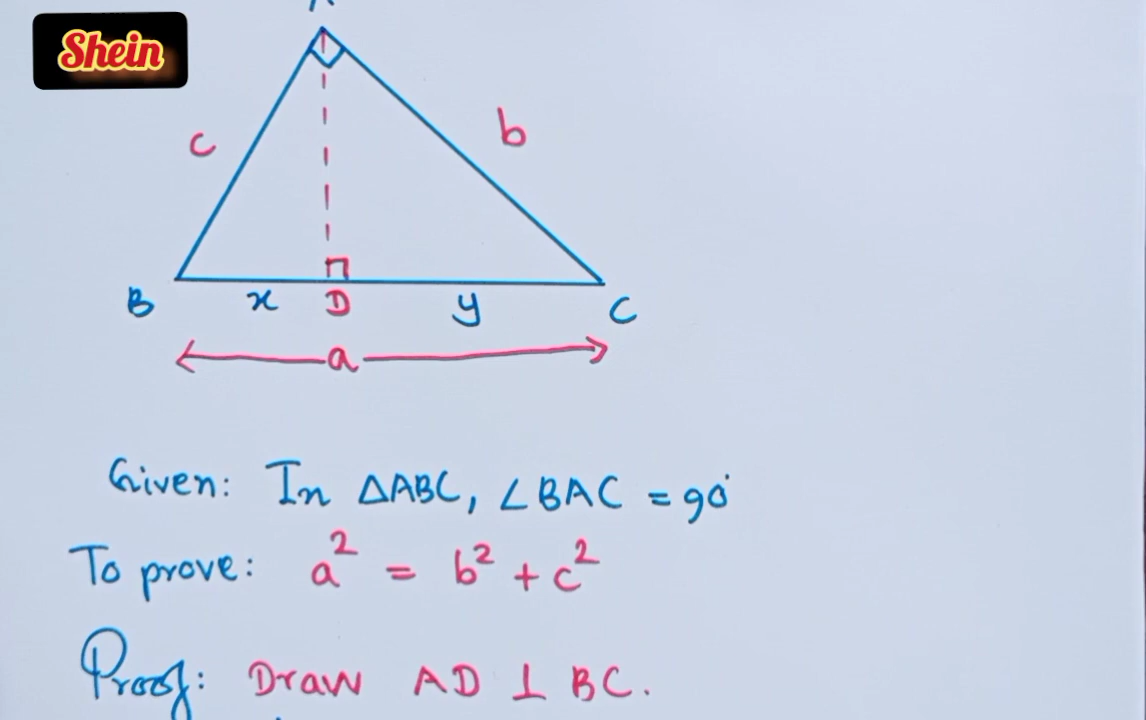 Shein
c
b
B x D y C
a
Given: In ΔABC, ∠BAC = 90°
To prove: a² = b² + c²
Proof: Draw AD ⊥ BC.